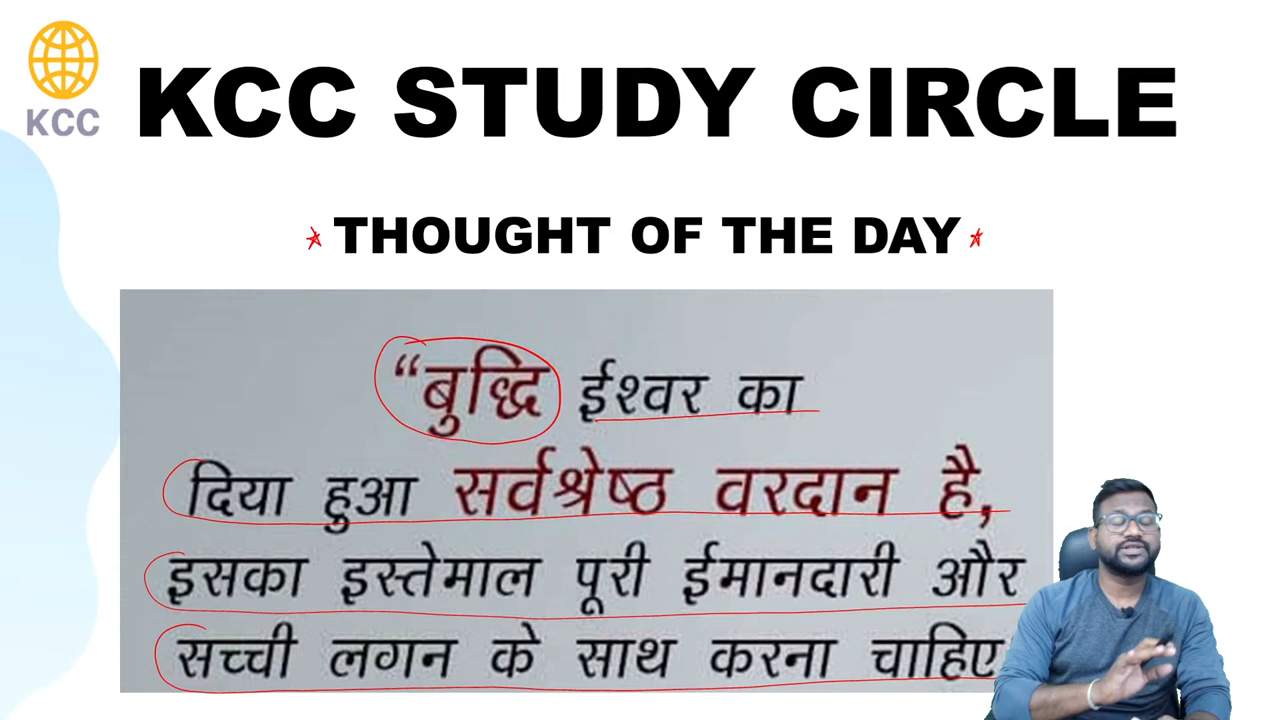 KCC
KCC STUDY CIRCLE
THOUGHT OF THE DAY
“बुद्धि ईश्वर का
दिया हुआ सर्वश्रेष्ठ वरदान है,
इसका इस्तेमाल पूरी ईमानदारी और
सच्ची लगन के साथ करना चाहिए